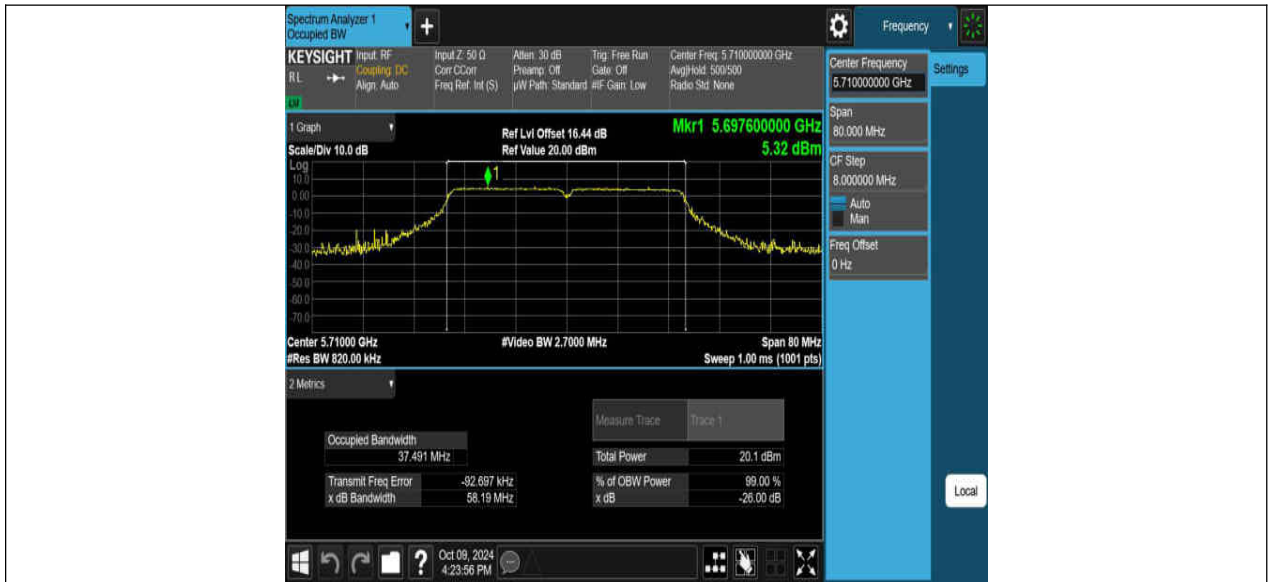 Spectrum Analyzer 1
Occupied BW
Frequency
KEYSIGHT
RL
LM
Input: RF
Coupling: DC
Align: Auto
Input Z: 50 Ω
Corr CCorr
Freq Ref: Int (S)
Atten: 30 dB
Preamp: Off
µW Path: Standard
Trig: Free Run
Gate: Off
#IF Gain: Low
Center Freq: 5.710000000 GHz
Avg|Hold: 500/500
Radio Std: None
Center Frequency
5.710000000 GHz
Settings
Span
80.000 MHz
CF Step
8.000000 MHz
Auto
Man
Freq Offset
0 Hz
Local
1 Graph
Scale/Div 10.0 dB
Ref Lvl Offset 16.44 dB
Ref Value 20.00 dBm
Mkr1 5.697600000 GHz
5.32 dBm
Log
10.0
0.00
-10.0
-20.0
-30.0
-40.0
-50.0
-60.0
-70.0
1
Center 5.71000 GHz
#Video BW 2.7000 MHz
Span 80 MHz
#Res BW 820.00 kHz
Sweep 1.00 ms (1001 pts)
2 Metrics
Measure Trace
Trace 1
Occupied Bandwidth
37.491 MHz
Total Power
20.1 dBm
Transmit Freq Error
-92.697 kHz
% of OBW Power
99.00 %
x dB Bandwidth
58.19 MHz
x dB
-26.00 dB
?
Oct 09, 2024
4:23:56 PM